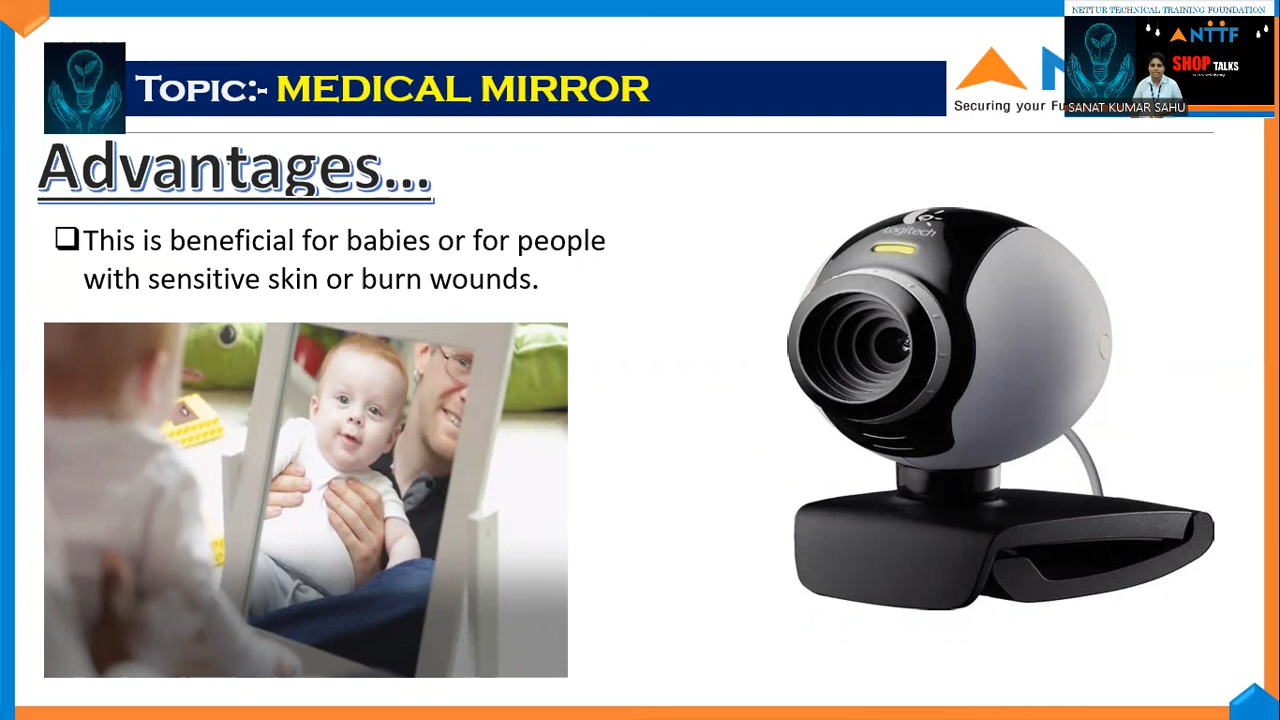 NETTUR TECHNICAL TRAINING FOUNDATION
NTTF
SHOP TALKS
SANAT KUMAR SAHU
Topic:- MEDICAL MIRROR
N
Securing your Fu
Advantages...
This is beneficial for babies or for people
with sensitive skin or burn wounds.
Logitech